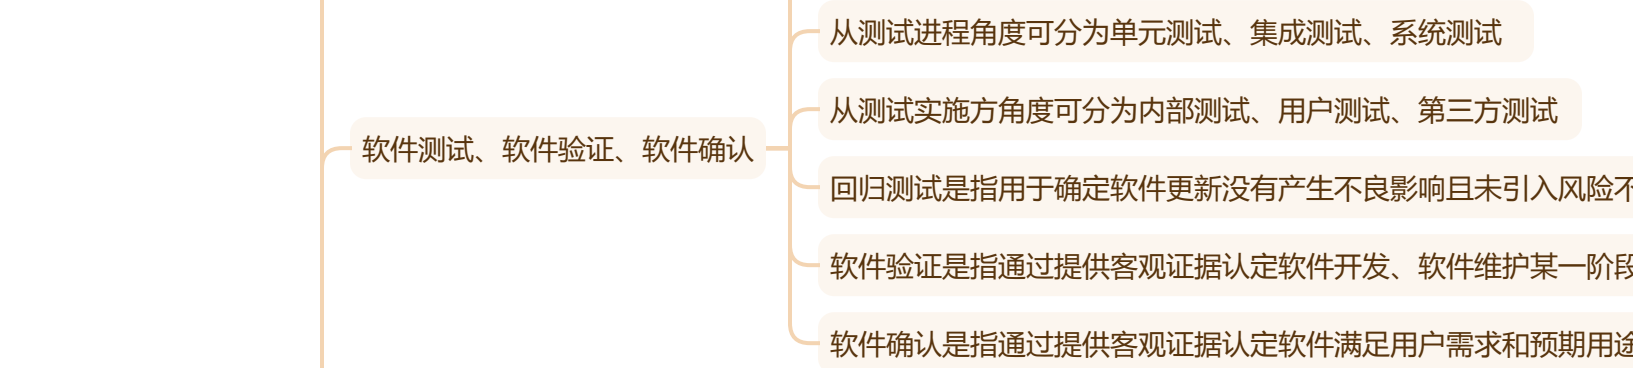 从测试进程角度可分为单元测试、集成测试、系统测试
从测试实施方角度可分为内部测试、用户测试、第三方测试
软件测试、软件验证、软件确认
回归测试是指用于确定软件更新没有产生不良影响且未引入风险不
软件验证是指通过提供客观证据认定软件开发、软件维护某一阶段
软件确认是指通过提供客观证据认定软件满足用户需求和预期用途